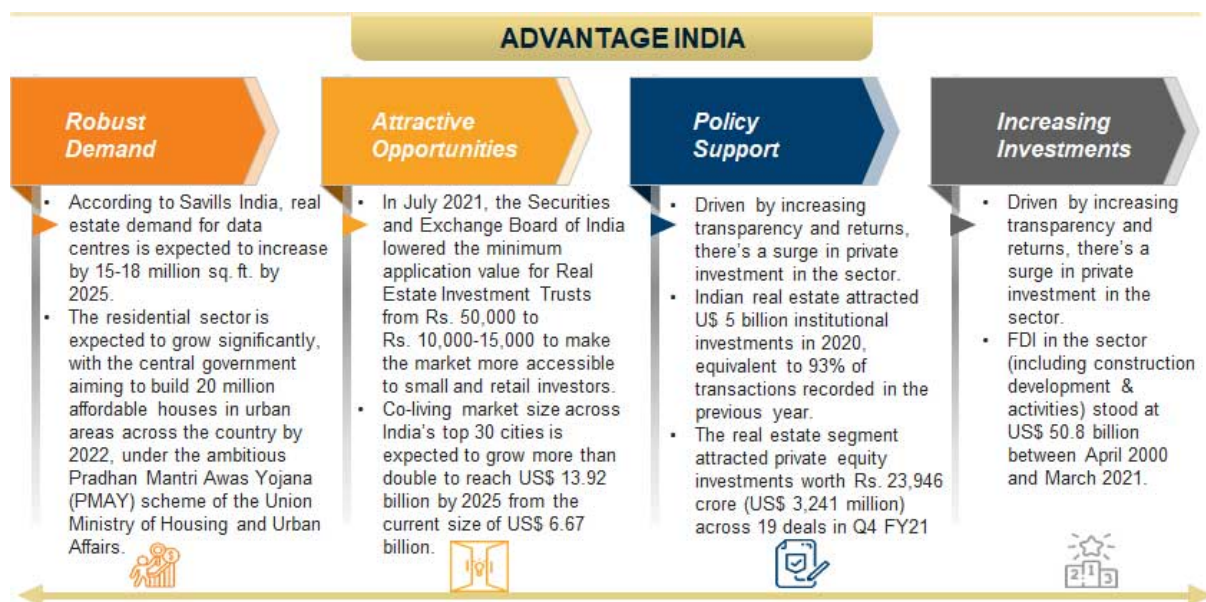 ADVANTAGE INDIA
Robust
Demand
• According to Savills India, real
estate demand for data
centres is expected to increase
by 15-18 million sq. ft. by
2025.
• The residential sector is
expected to grow significantly,
with the central government
aiming to build 20 million
affordable houses in urban
areas across the country by
2022, under the ambitious
Pradhan Mantri Awas Yojana
(PMAY) scheme of the Union
Ministry of Housing and Urban
Affairs.
Attractive
Opportunities
• In July 2021, the Securities
and Exchange Board of India
lowered the minimum
application value for Real
Estate Investment Trusts
from Rs. 50,000 to
Rs. 10,000-15,000 to make
the market more accessible
to small and retail investors.
• Co-living market size across
India's top 30 cities is
expected to grow more than
double to reach US$ 13.92
billion by 2025 from the
current size of US$ 6.67
billion.
Policy
Support
• Driven by increasing
transparency and returns,
there's a surge in private
investment in the sector.
• Indian real estate attracted
U$ 5 billion institutional
investments in 2020,
equivalent to 93% of
transactions recorded in the
previous year.
• The real estate segment
attracted private equity
investments worth Rs. 23,946
crore (US$ 3,241 million)
across 19 deals in Q4 FY21
Increasing
Investments
• Driven by increasing
transparency and
returns, there's a
surge in private
investment in the
sector.
• FDI in the sector
(including construction
development &
activities) stood at
US$ 50.8 billion
between April 2000
and March 2021.
2 1 3